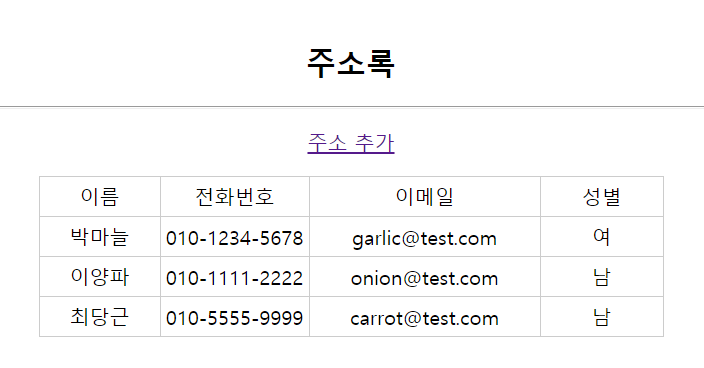 주소록
주소 추가
이름 전화번호 이메일 성별
박마늘 010-1234-5678 garlic@test.com 여
이양파 010-1111-2222 onion@test.com 남
최당근 010-5555-9999 carrot@test.com 남